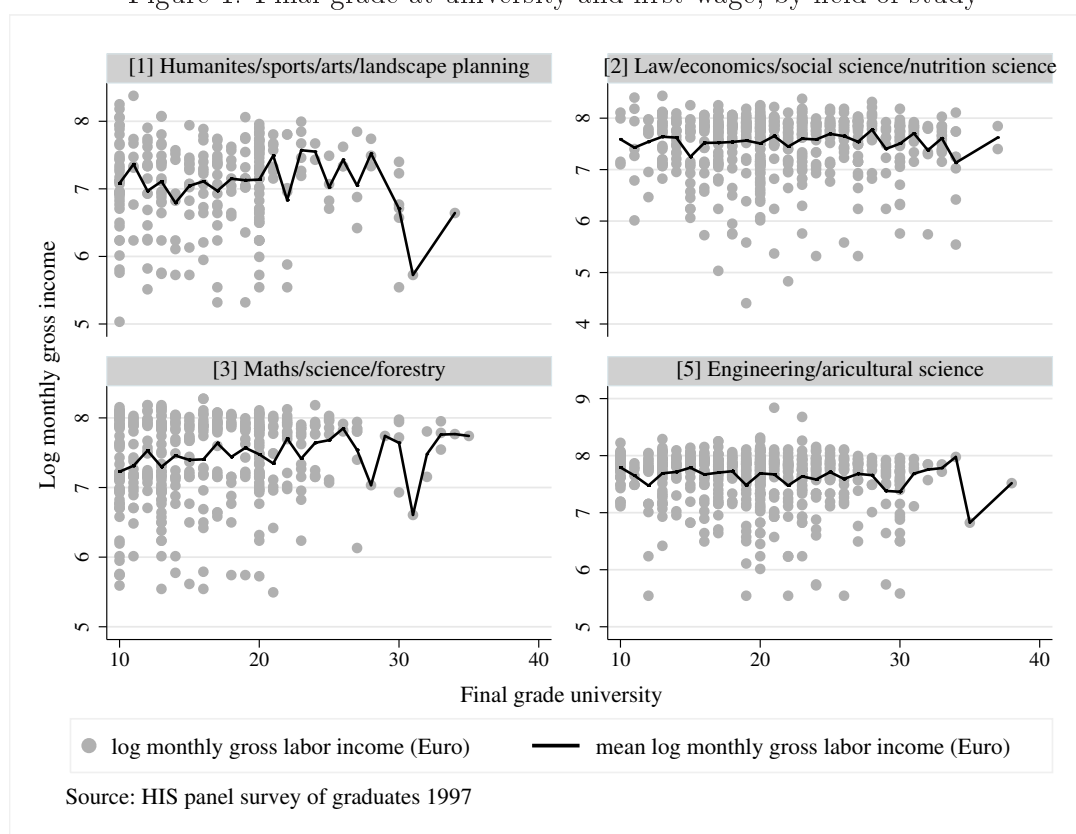 Figure 1: Final grade at university and first wage, by field of study
[1] Humanites/sports/arts/landscape planning
[2] Law/economics/social science/nutrition science
8
7
6
5
8
7
6
5
4
Log monthly gross income
[3] Maths/science/forestry
[5] Engineering/aricultural science
8
7
6
5
9
8
7
6
5
10 20 30 40
10 20 30 40
Final grade university
log monthly gross labor income (Euro) mean log monthly gross labor income (Euro)
Source: HIS panel survey of graduates 1997